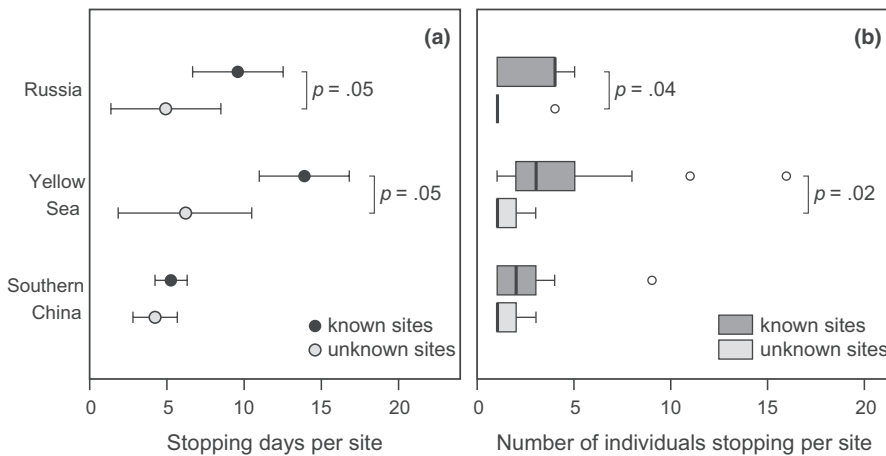 (a)
Russia
p = .05
Yellow
Sea
p = .05
Southern
China
known sites
unknown sites
0 5 10 15 20
Stopping days per site
(b)
p = .04
p = .02
known sites
unknown sites
0 5 10 15 20
Number of individuals stopping per site